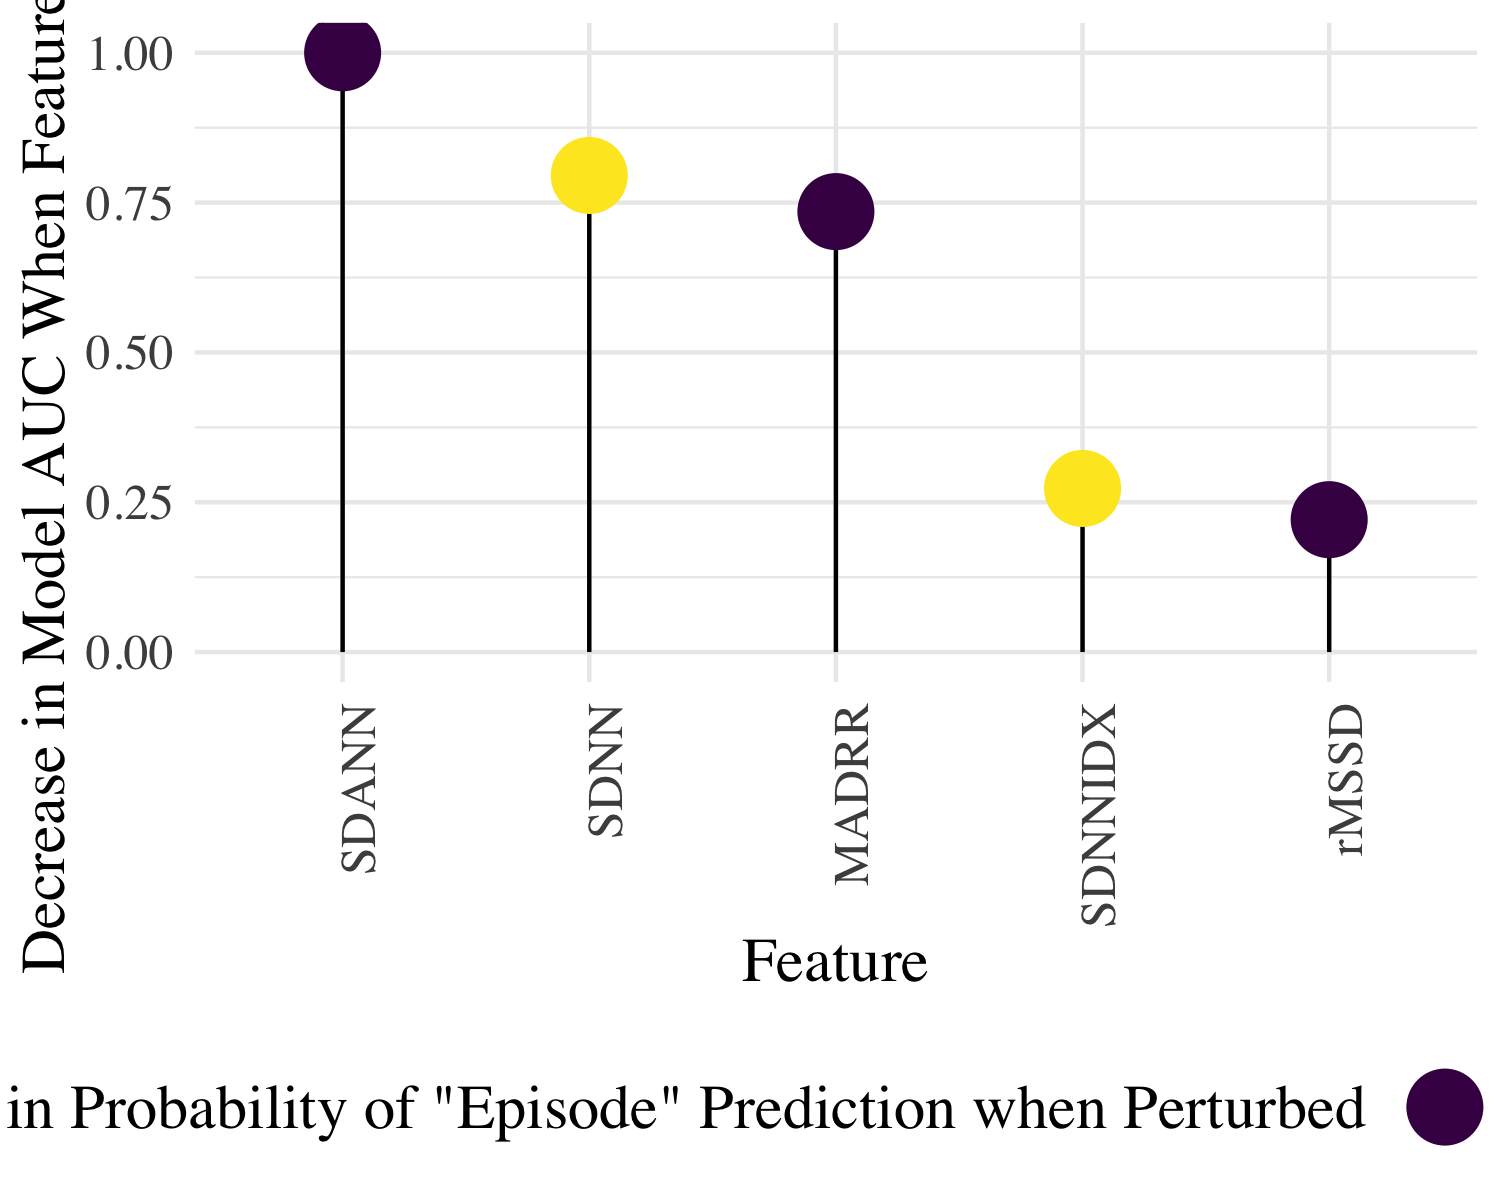 Decrease in Model AUC When Feature
1.00
0.75
0.50
0.25
0.00
SDANN
SDNN
MADRR
SDNNIDX
rMSSD
Feature
in Probability of "Episode" Prediction when Perturbed